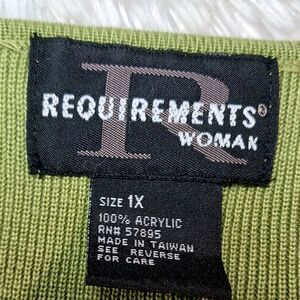 R
REQUIREMENTS®
WOMAN
SIZE 1X
100% ACRYLIC
RN# 57895
MADE IN TAIWAN
SEE REVERSE
FOR CARE